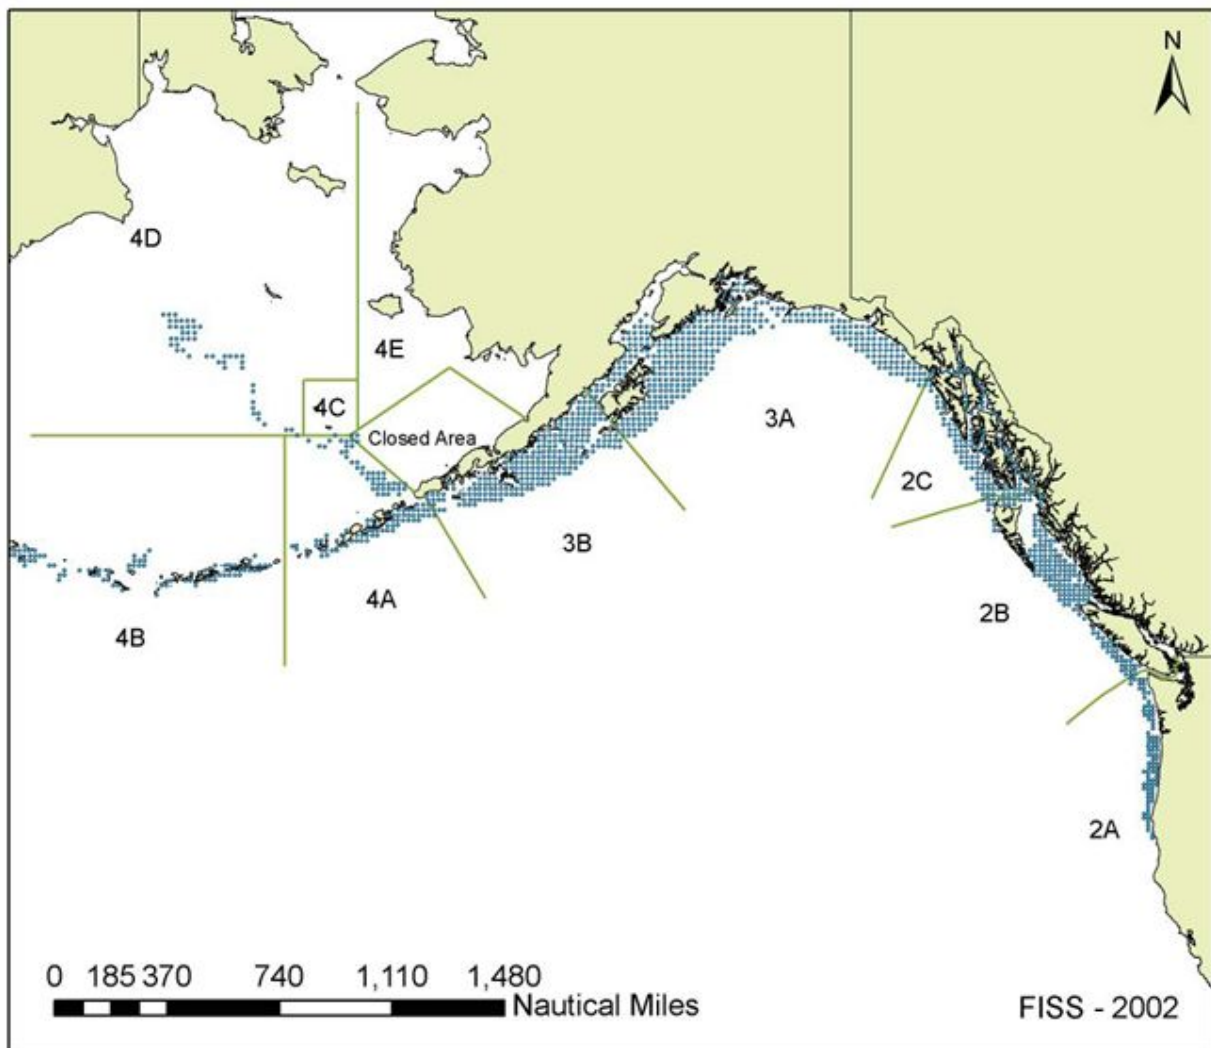 N
4D
4E
4C
Closed Area
3A
2C
3B
4A
2B
4B
2A
0 185 370 740 1,110 1,480
Nautical Miles
FISS - 2002